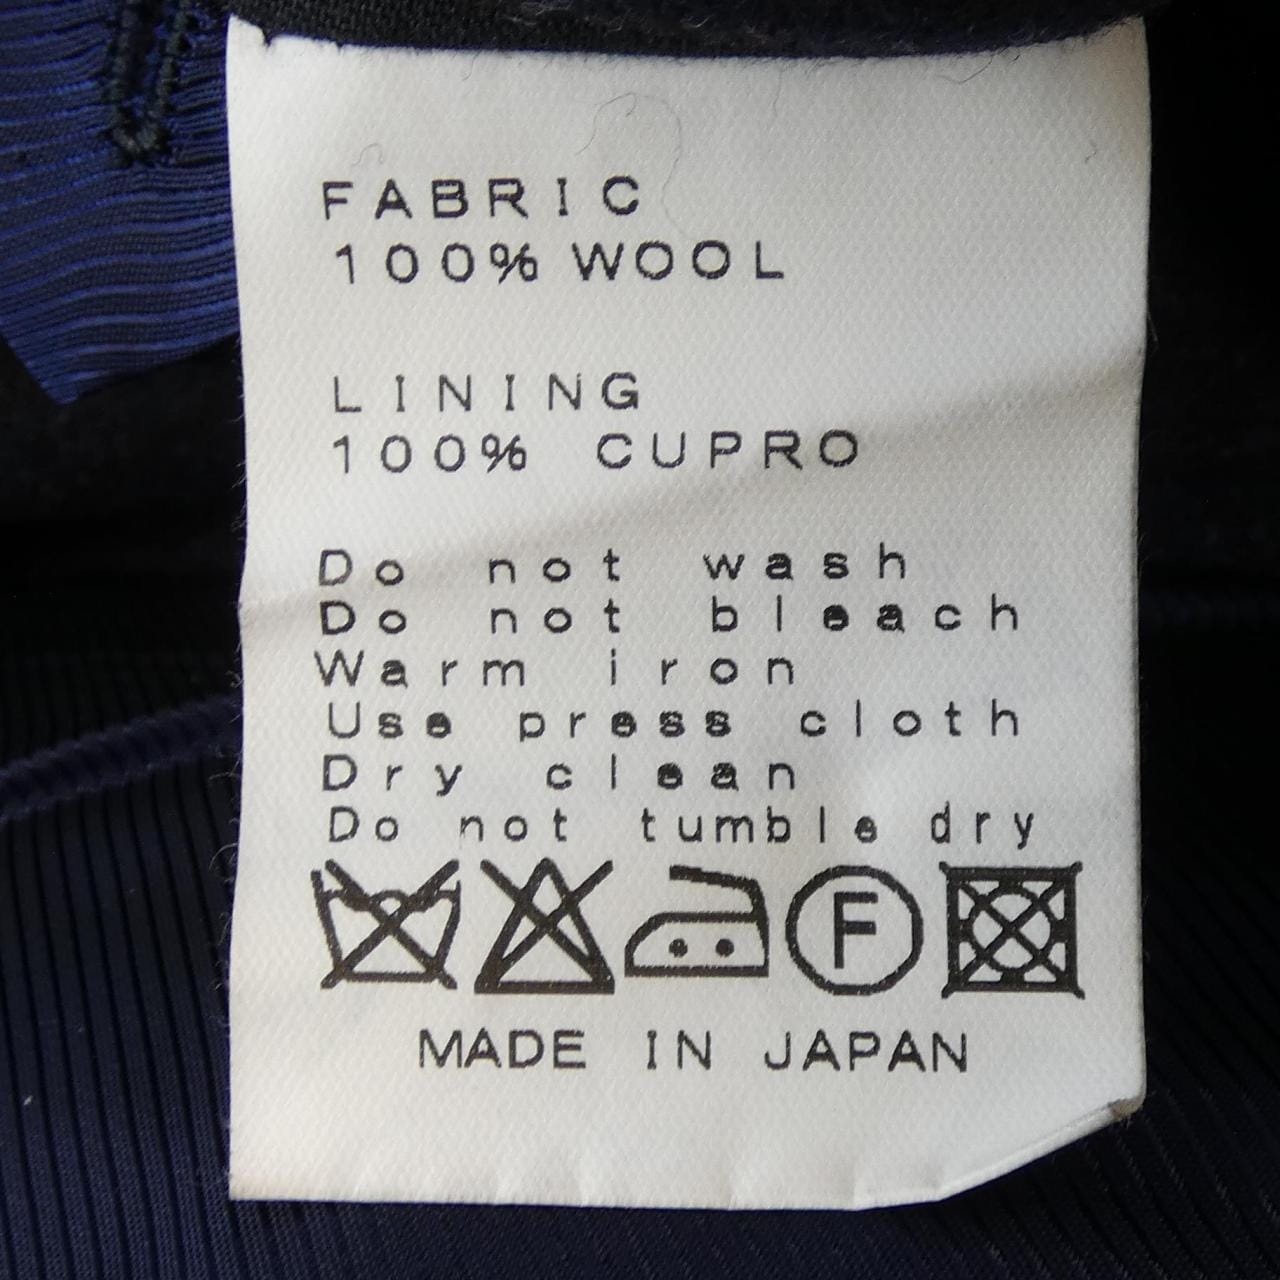 FABRIC
100% WOOL
LINING
100% CUPRO
Do not wash
Do not bleach
Warm iron
Use press cloth
Dry clean
Do not tumble dry
F
MADE IN JAPAN